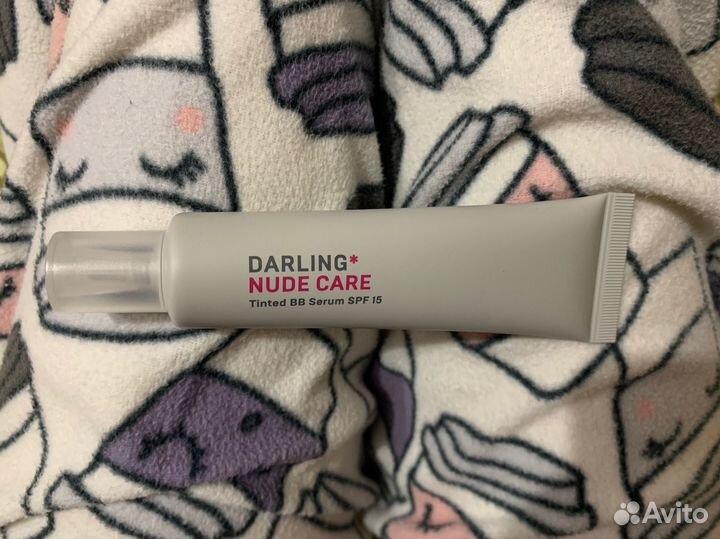 DARLING*
NUDE CARE
Tinted BB Serum SPF 15
Avito